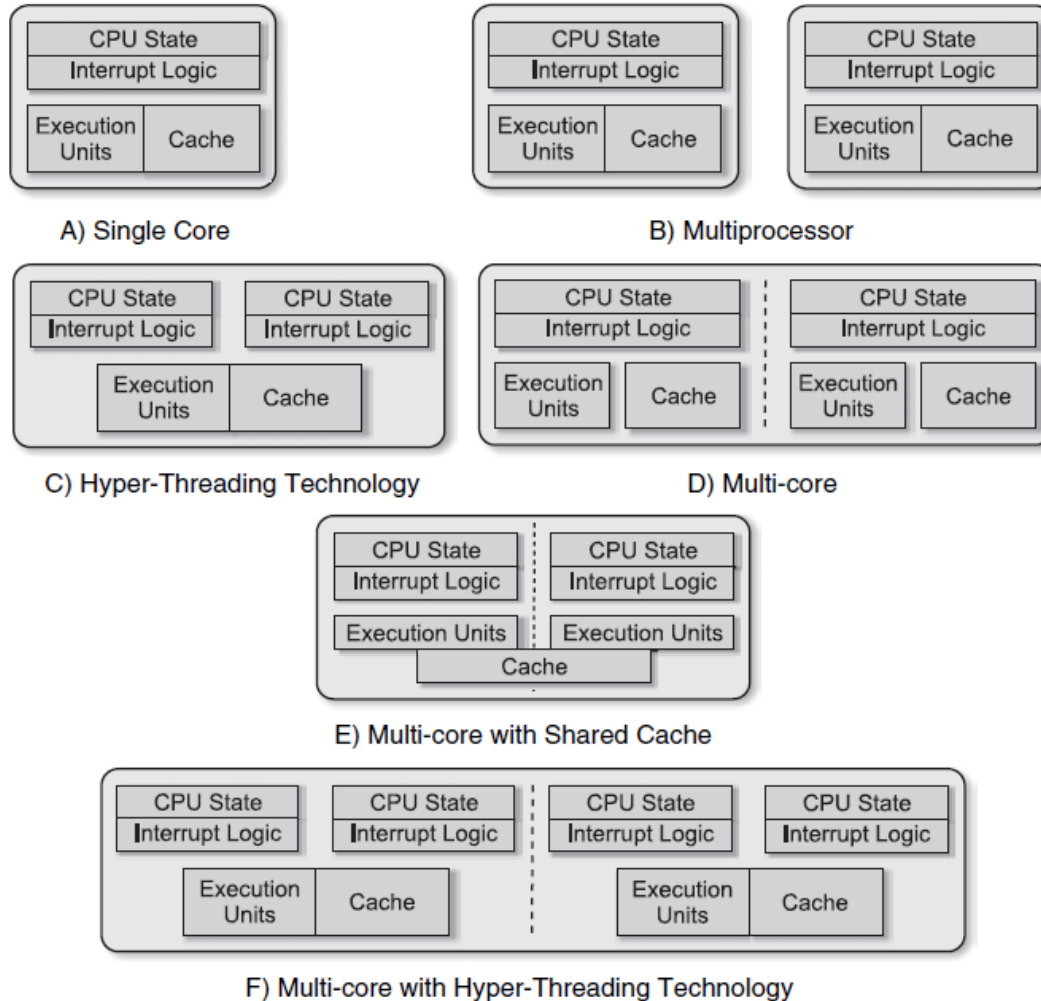 CPU State
Interrupt Logic
Execution
Units
Cache
A) Single Core
CPU State
Interrupt Logic
Execution
Units
Cache
CPU State
Interrupt Logic
Execution
Units
Cache
B) Multiprocessor
CPU State
Interrupt Logic
CPU State
Interrupt Logic
Execution
Units
Cache
C) Hyper-Threading Technology
CPU State
Interrupt Logic
Execution
Units
Cache
CPU State
Interrupt Logic
Execution
Units
Cache
D) Multi-core
CPU State
Interrupt Logic
Execution Units
CPU State
Interrupt Logic
Execution Units
Cache
E) Multi-core with Shared Cache
CPU State
Interrupt Logic
CPU State
Interrupt Logic
Execution
Units
Cache
CPU State
Interrupt Logic
CPU State
Interrupt Logic
Execution
Units
Cache
F) Multi-core with Hyper-Threading Technology